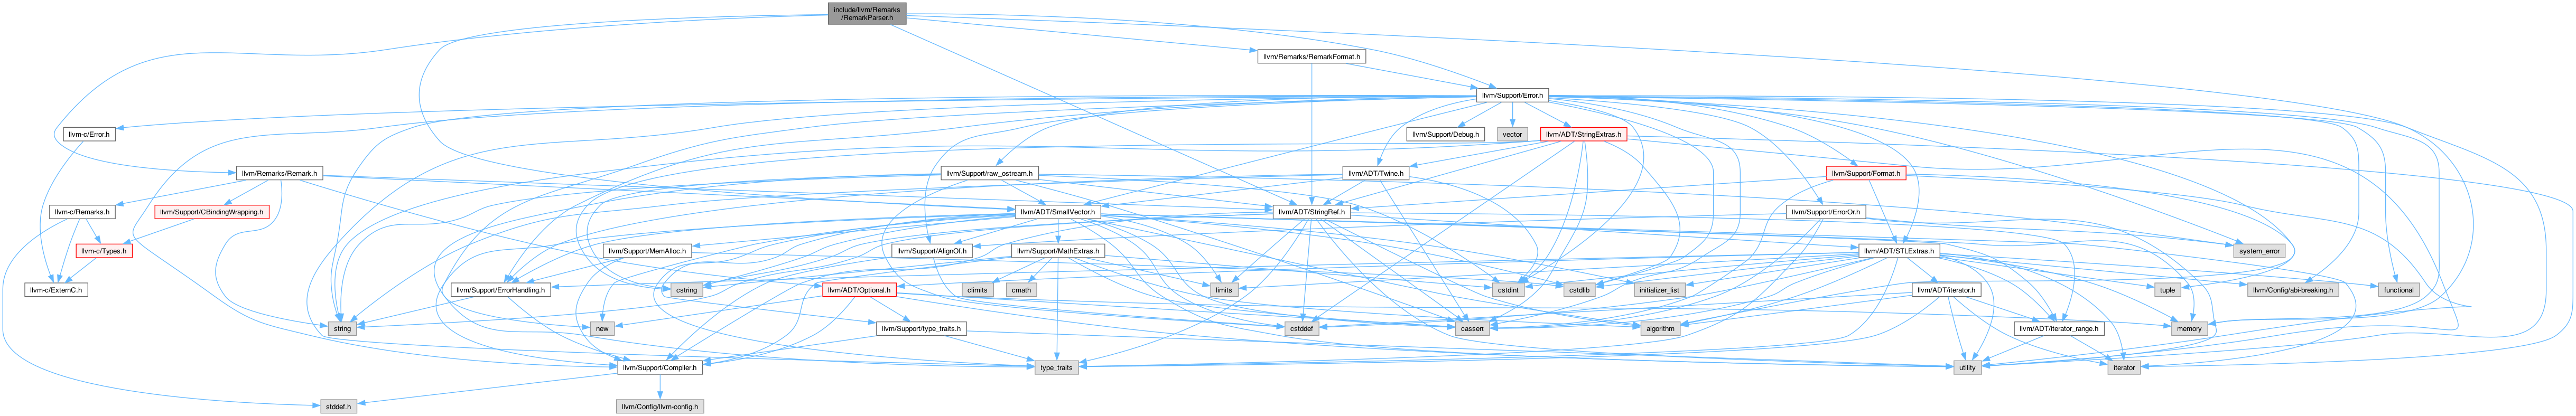 include/llvm/Remarks
/RemarkParser.h
llvm/Remarks/RemarkFormat.h
llvm/Support/Error.h
llvm-c/Error.h
llvm/Support/Debug.h
vector
llvm/ADT/StringExtras.h
llvm/Remarks/Remark.h
llvm/Support/raw_ostream.h
llvm/ADT/Twine.h
llvm/Support/Format.h
llvm-c/Remarks.h
llvm/Support/CBindingWrapping.h
llvm/ADT/SmallVector.h
llvm/ADT/StringRef.h
llvm/Support/ErrorOr.h
llvm-c/Types.h
llvm/Support/MemAlloc.h
llvm/Support/AlignOf.h
llvm/Support/MathExtras.h
llvm/ADT/STLExtras.h
system_error
llvm-c/ExternC.h
llvm/Support/ErrorHandling.h
cstring
llvm/ADT/Optional.h
climits
cmath
limits
cstdint
cstdlib
initializer_list
llvm/ADT/iterator.h
tuple
llvm/Config/abi-breaking.h
functional
string
new
llvm/Support/type_traits.h
cstddef
cassert
algorithm
llvm/ADT/iterator_range.h
memory
llvm/Support/Compiler.h
type_traits
utility
iterator
stddef.h
llvm/Config/llvm-config.h